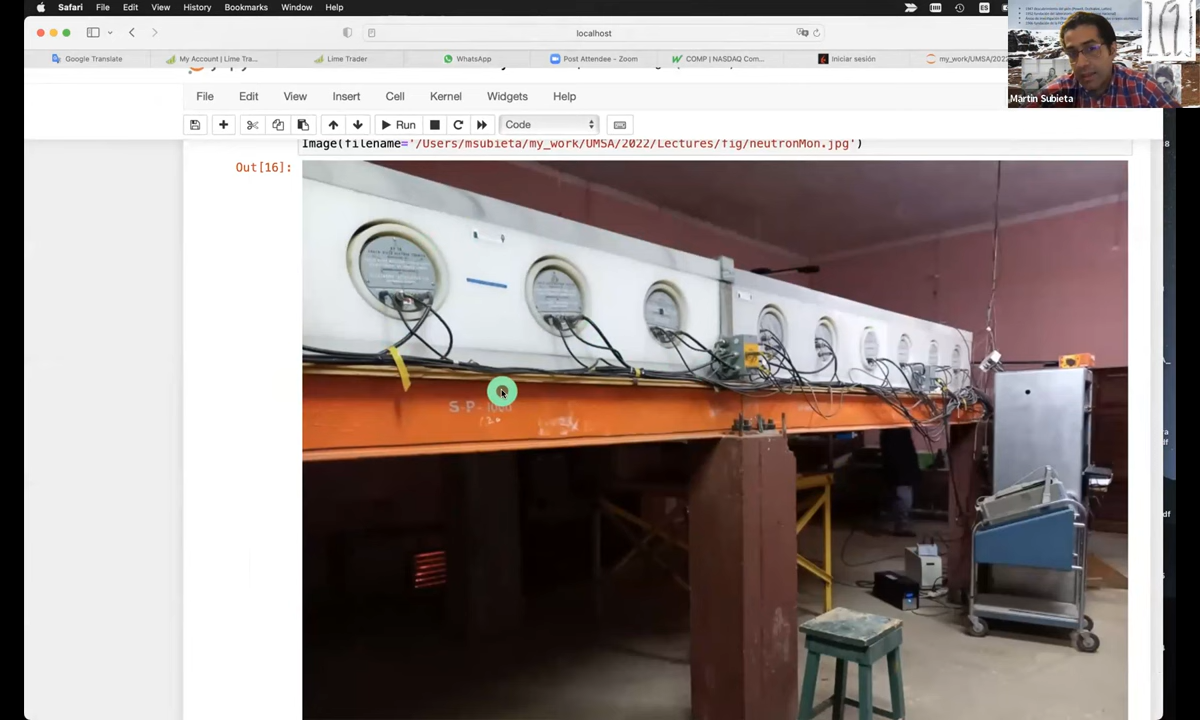 Safari File Edit View History Bookmarks Window Help
ES
localhost
Google Translate My Account | Lime Tra... Lime Trader WhatsApp Post Attendee - Zoom COMP | NASDAQ Com... Iniciar sesión my_work/UMSA/2022
Martin Subieta
File Edit View Insert Cell Kernel Widgets Help
Run Code
Image(filename='/Users/msubieta/my_work/UMSA/2022/Lectures/fig/neutronMon.jpg')
Out[16]:
S-P-
120